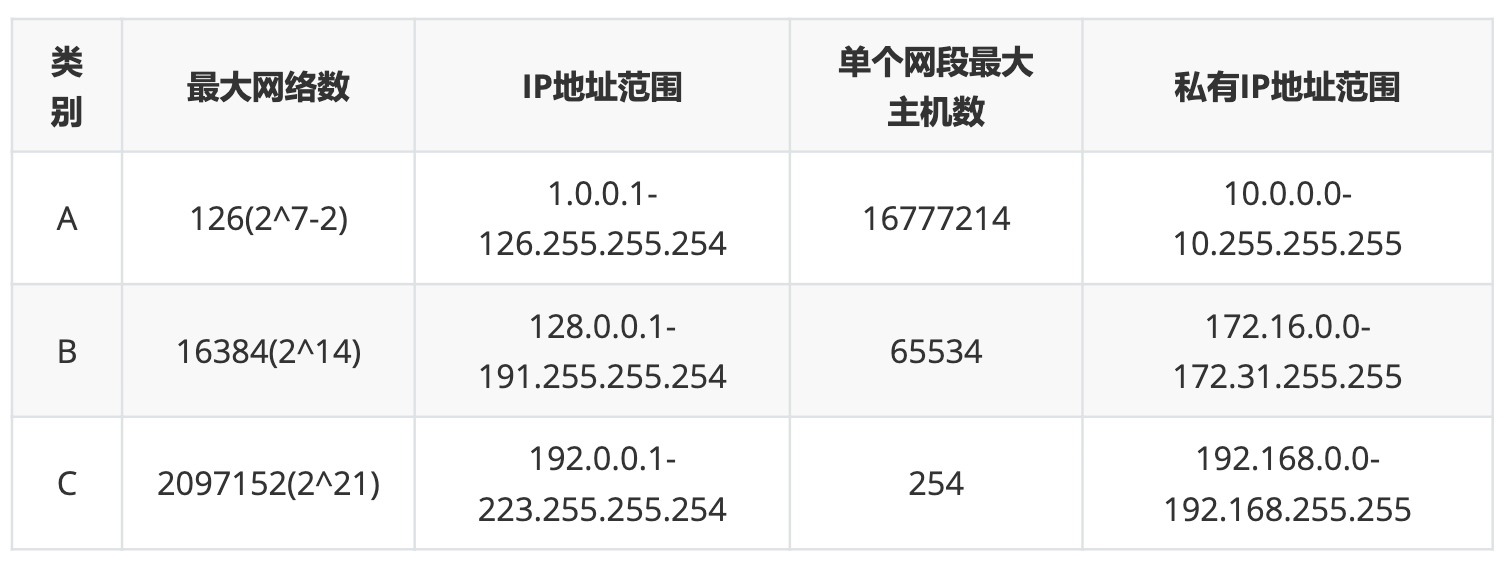 类
别
最大网络数
IP地址范围
单个网段最大
主机数
私有IP地址范围
A
126(2^7-2)
1.0.0.1-
126.255.255.254
16777214
10.0.0.0-
10.255.255.255
B
16384(2^14)
128.0.0.1-
191.255.255.254
65534
172.16.0.0-
172.31.255.255
C
2097152(2^21)
192.0.0.1-
223.255.255.254
254
192.168.0.0-
192.168.255.255